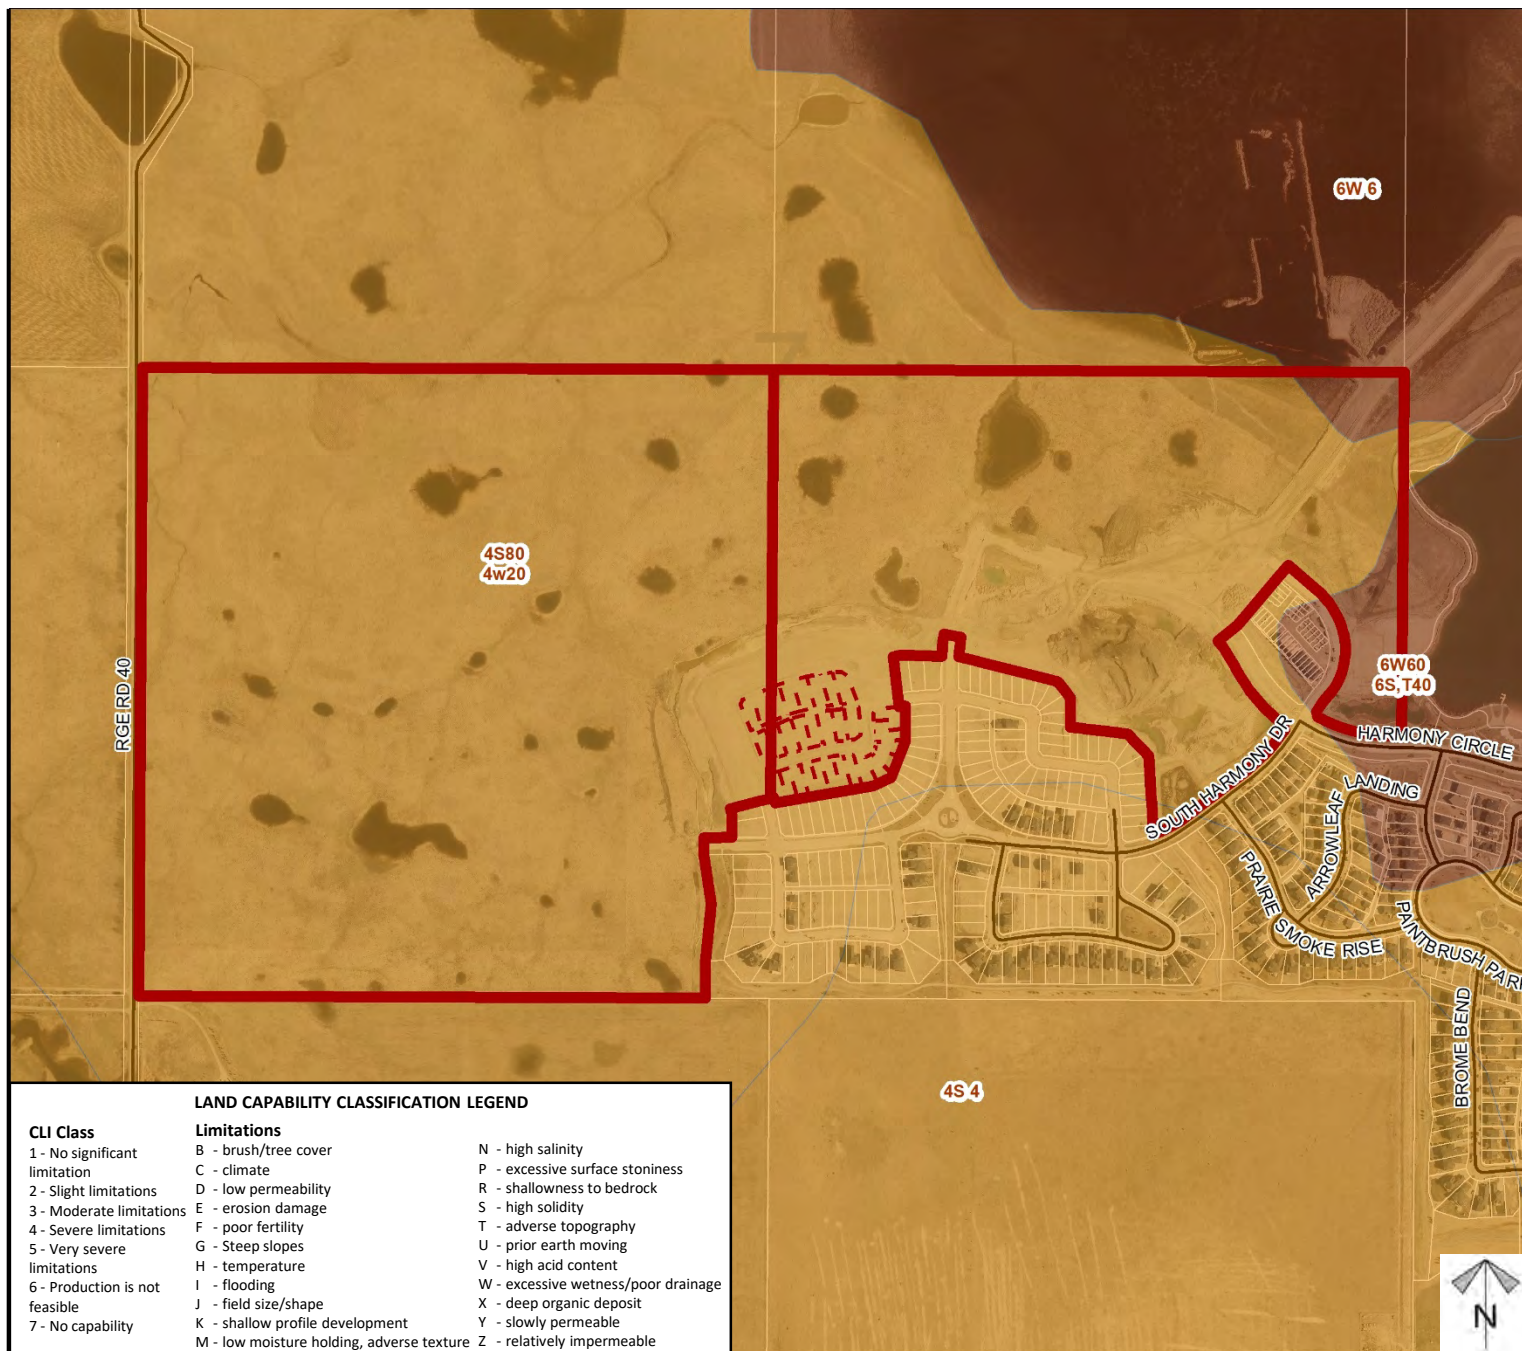 6W 6
7
4S80
4w20
RGE RD 40
6W60
6S,T40
HARMONY CIRCLE
SOUTH HARMONY DR
ARROWLEAF LANDING
PRAIRIE SMOKE RISE
PAINTBRUSH PARK
BROME BEND
4S 4
LAND CAPABILITY CLASSIFICATION LEGEND
CLI Class
1 - No significant
limitation
2 - Slight limitations
3 - Moderate limitations
4 - Severe limitations
5 - Very severe
limitations
6 - Production is not
feasible
7 - No capability
Limitations
B - brush/tree cover
C - climate
D - low permeability
E - erosion damage
F - poor fertility
G - Steep slopes
H - temperature
I - flooding
J - field size/shape
K - shallow profile development
M - low moisture holding, adverse texture
N - high salinity
P - excessive surface stoniness
R - shallowness to bedrock
S - high solidity
T - adverse topography
U - prior earth moving
V - high acid content
W - excessive wetness/poor drainage
X - deep organic deposit
Y - slowly permeable
Z - relatively impermeable
N